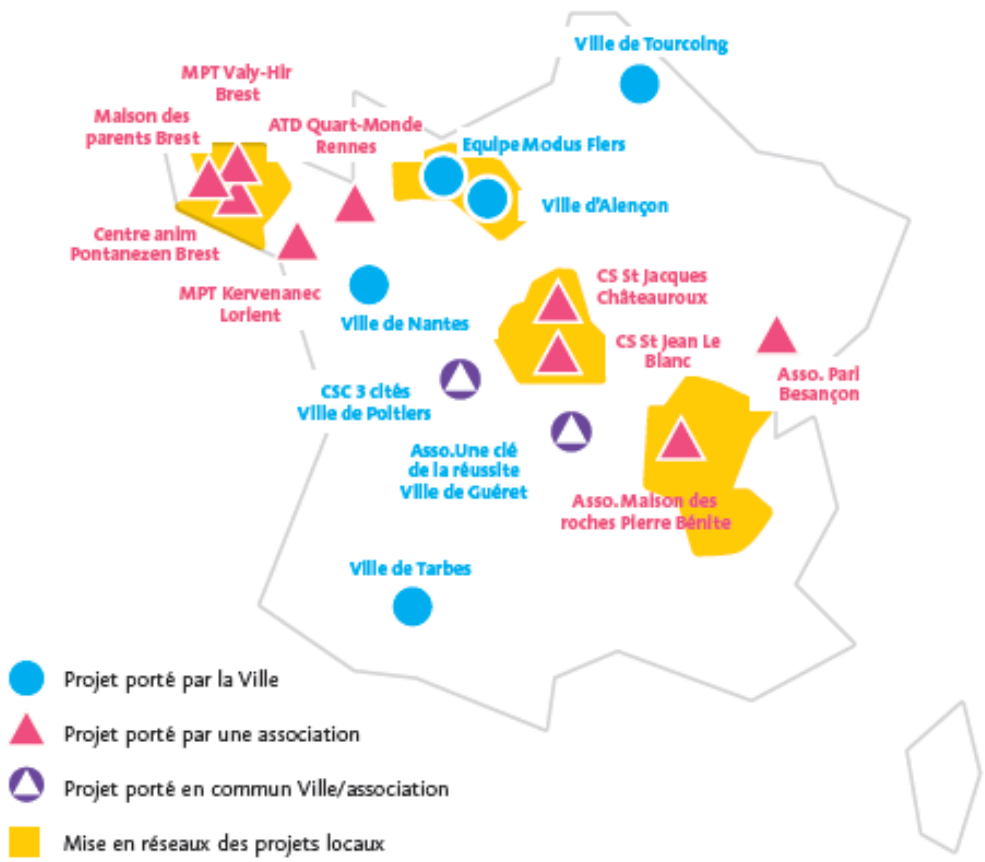 Ville de Tourcoing
MPT Valy-Hir
Brest
Maison des
parents Brest
ATD Quart-Monde
Rennes
Equipe Modus Flers
Ville d'Alençon
Centre anim
Pontanezen Brest
MPT Kervenanec
Lorient
Ville de Nantes
CS St Jacques
Châteauroux
CS St Jean Le
Blanc
Asso. Pari
Besançon
CSC 3 cités
Ville de Poitiers
Asso.Une clé
de la réussite
Ville de Guéret
Asso.Maison des
roches Pierre Bénite
Ville de Tarbes
Projet porté par la Ville
Projet porté par une association
Projet porté en commun Ville/association
Mise en réseaux des projets locaux